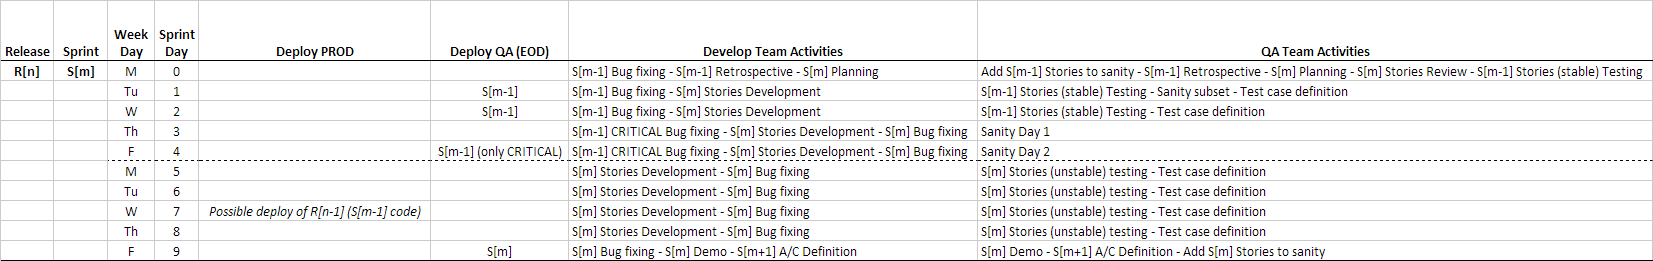 Release Sprint Week Day Sprint Day Deploy PROD Deploy QA (EOD) Develop Team Activities QA Team Activities
R[n] S[m] M 0 S[m-1] Bug fixing - S[m-1] Retrospective - S[m] Planning Add S[m-1] Stories to sanity - S[m-1] Retrospective - S[m] Planning - S[m] Stories Review - S[m-1] Stories (stable) Testing
Tu 1 S[m-1] S[m-1] Bug fixing - S[m] Stories Development S[m-1] Stories (stable) Testing - Sanity subset - Test case definition
W 2 S[m-1] S[m-1] Bug fixing - S[m] Stories Development S[m-1] Stories (stable) Testing - Test case definition
Th 3 S[m-1] CRITICAL Bug fixing - S[m] Stories Development - S[m] Bug fixing Sanity Day 1
F 4 S[m-1] (only CRITICAL) S[m-1] CRITICAL Bug fixing - S[m] Stories Development - S[m] Bug fixing Sanity Day 2
M 5 S[m] Stories Development - S[m] Bug fixing S[m] Stories (unstable) testing - Test case definition
Tu 6 S[m] Stories Development - S[m] Bug fixing S[m] Stories (unstable) testing - Test case definition
W 7 Possible deploy of R[n-1] (S[m-1] code) S[m] Stories Development - S[m] Bug fixing S[m] Stories (unstable) testing - Test case definition
Th 8 S[m] Stories Development - S[m] Bug fixing S[m] Stories (unstable) testing - Test case definition
F 9 S[m] S[m] Bug fixing - S[m] Demo - S[m+1] A/C Definition S[m] Demo - S[m+1] A/C Definition - Add S[m] Stories to sanity